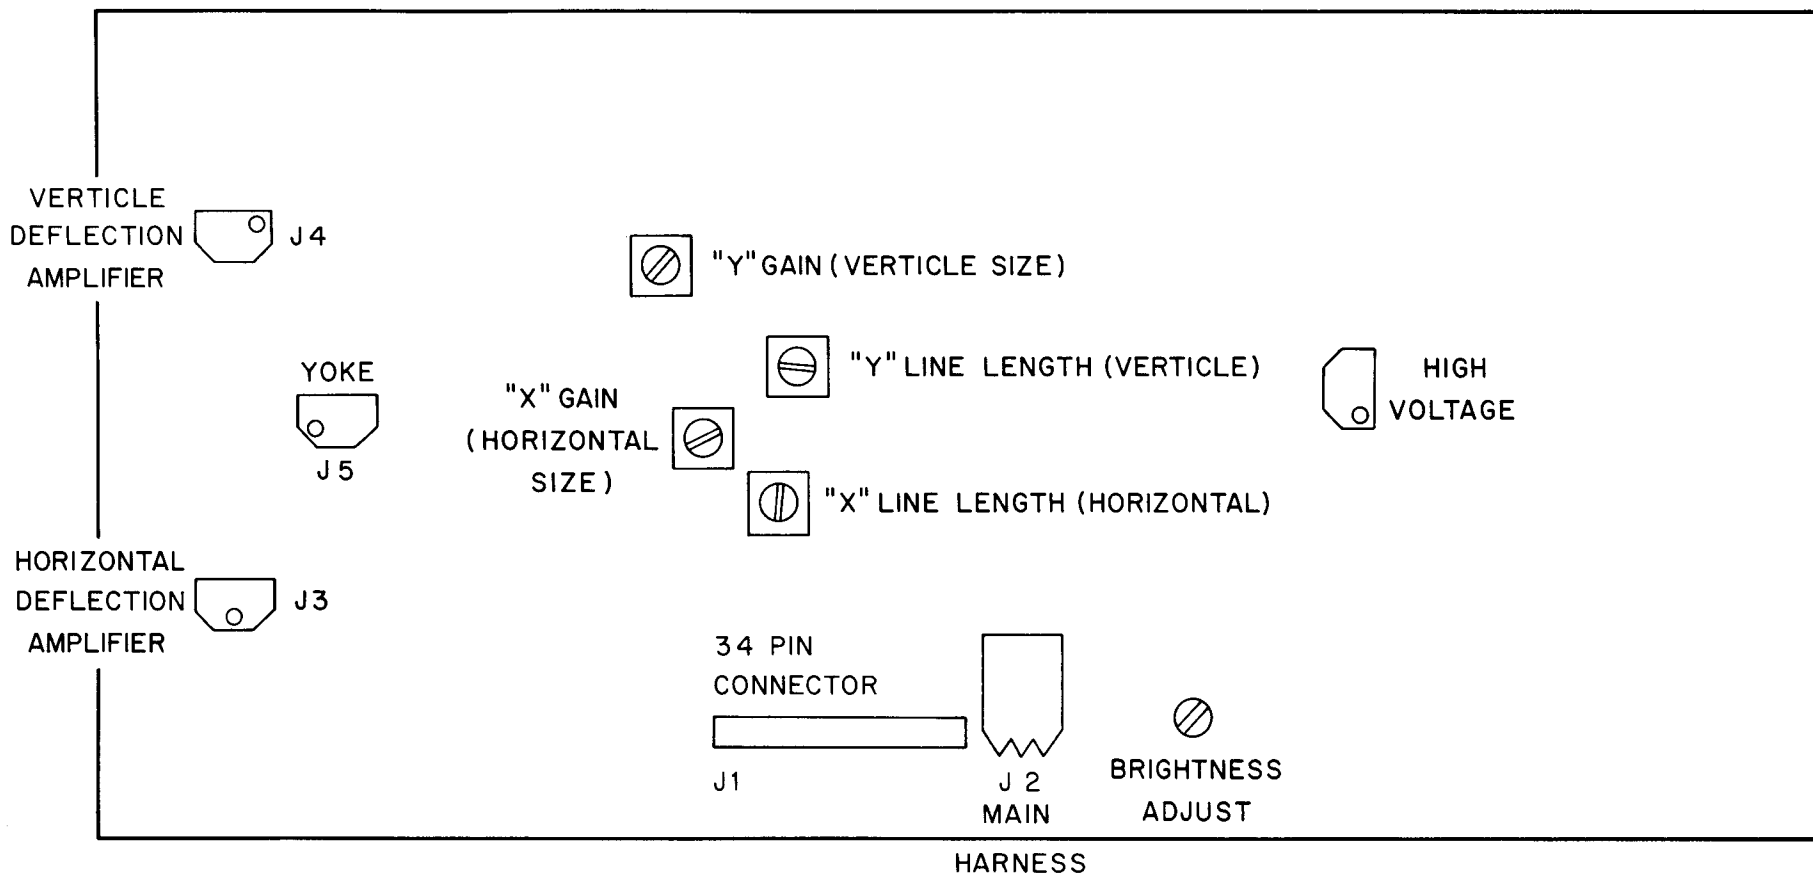 VERTICLE
DEFLECTION
AMPLIFIER
J4
"Y" GAIN (VERTICLE SIZE)
"Y" LINE LENGTH (VERTICLE)
HIGH
VOLTAGE
YOKE
J5
"X" GAIN
(HORIZONTAL
SIZE)
"X" LINE LENGTH (HORIZONTAL)
HORIZONTAL
DEFLECTION
AMPLIFIER
J3
34 PIN
CONNECTOR
J1
J2
MAIN
HARNESS
BRIGHTNESS
ADJUST